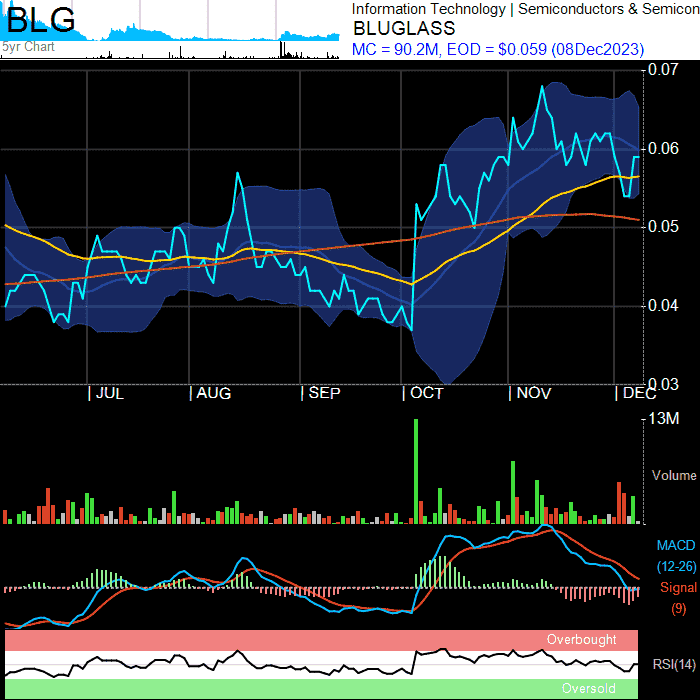 BLG
5yr Chart
Information Technology | Semiconductors & Semicon
BLUGLASS
MC = 90.2M, EOD = $0.059 (08Dec2023)
0.07
0.06
0.05
0.04
0.03
| JUL | AUG | SEP | OCT | NOV | DEC
13M
Volume
MACD
(12-26)
Signal
(9)
Overbought
RSI(14)
Oversold